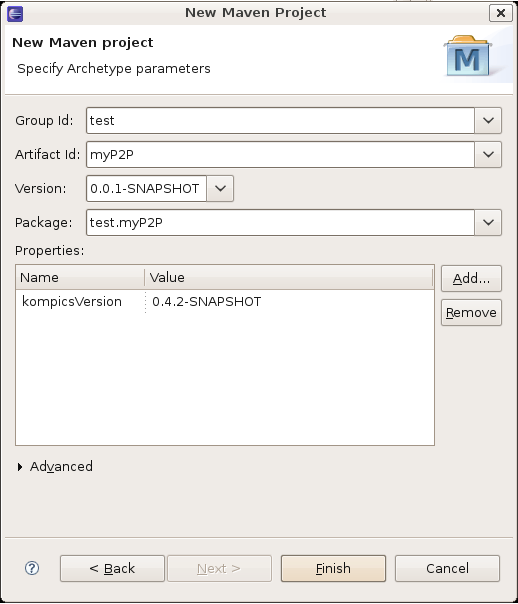 New Maven Project
New Maven project
Specify Archetype parameters
M
Group Id: test
Artifact Id: myP2P
Version: 0.0.1-SNAPSHOT
Package: test.myP2P
Properties:
Name Value
kompicsVersion 0.4.2-SNAPSHOT
Add...
Remove
Advanced
? < Back Next > Finish Cancel